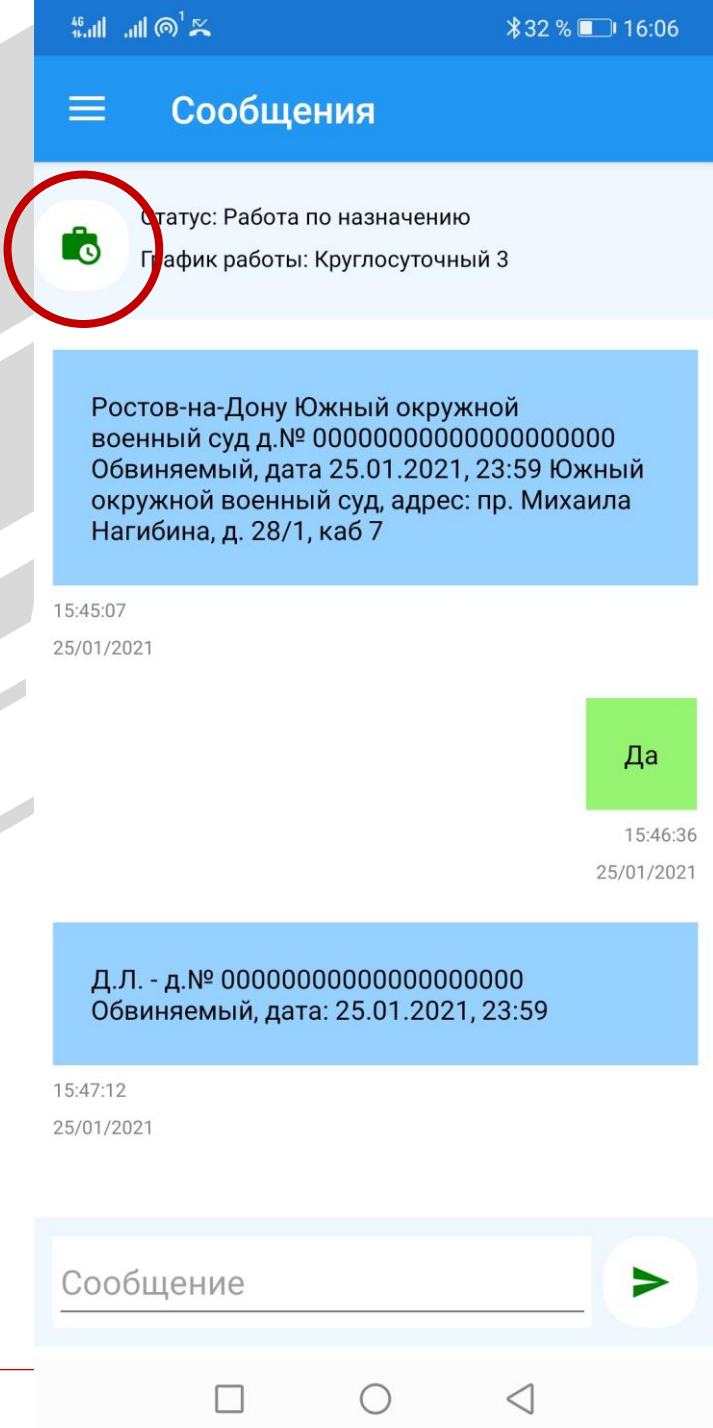 4G 1 32 % 16:06
Сообщения
Статус: Работа по назначению
График работы: Круглосуточный 3
Ростов-на-Дону Южный окружной
военный суд д.№ 00000000000000000000
Обвиняемый, дата 25.01.2021, 23:59 Южный
окружной военный суд, адрес: пр. Михаила
Нагибина, д. 28/1, каб 7
15:45:07
25/01/2021
Да
15:46:36
25/01/2021
Д.Л. - д.№ 00000000000000000000
Обвиняемый, дата: 25.01.2021, 23:59
15:47:12
25/01/2021
Сообщение